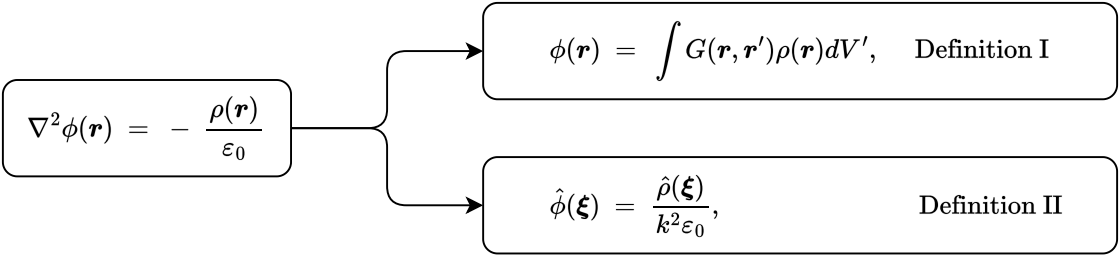 ∇²ϕ(r) = − ρ(r)/ε₀
ϕ(r) = ∫ G(r, r′)ρ(r)dV′, Definition I
ϕ̂(ξ) = ρ̂(ξ)/k²ε₀, Definition II